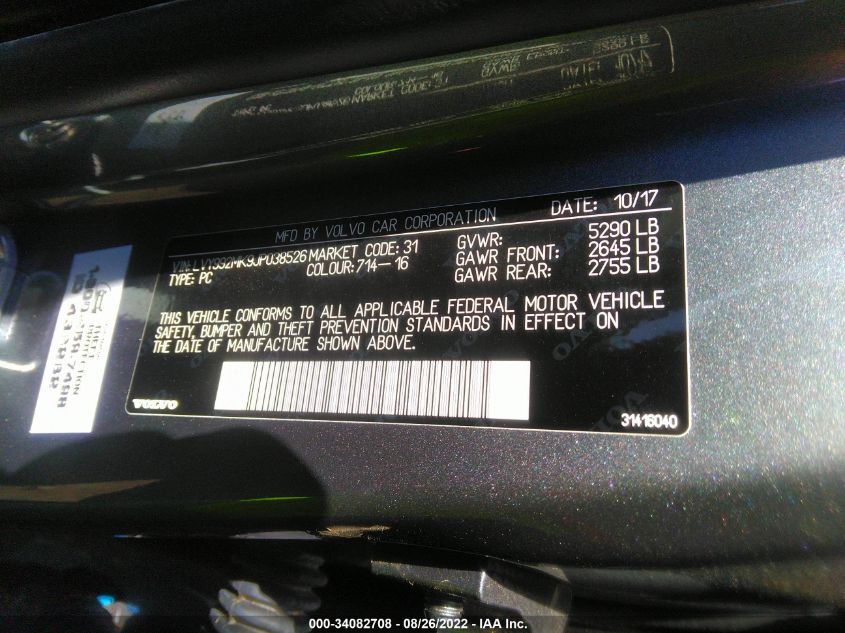 MFD BY VOLVO CAR CORPORATION DATE: 10/17
VIN:LVY992MK9JP038526 MARKET CODE: 31 GVWR: 5290 LB
TYPE: PC COLOUR: 714-16 GAWR FRONT: 2645 LB
GAWR REAR: 2755 LB
THIS VEHICLE CONFORMS TO ALL APPLICABLE FEDERAL MOTOR VEHICLE
SAFETY, BUMPER AND THEFT PREVENTION STANDARDS IN EFFECT ON
THE DATE OF MANUFACTURE SHOWN ABOVE.
VOLVO 31416040
000-34082708 - 08/26/2022 - IAA Inc.